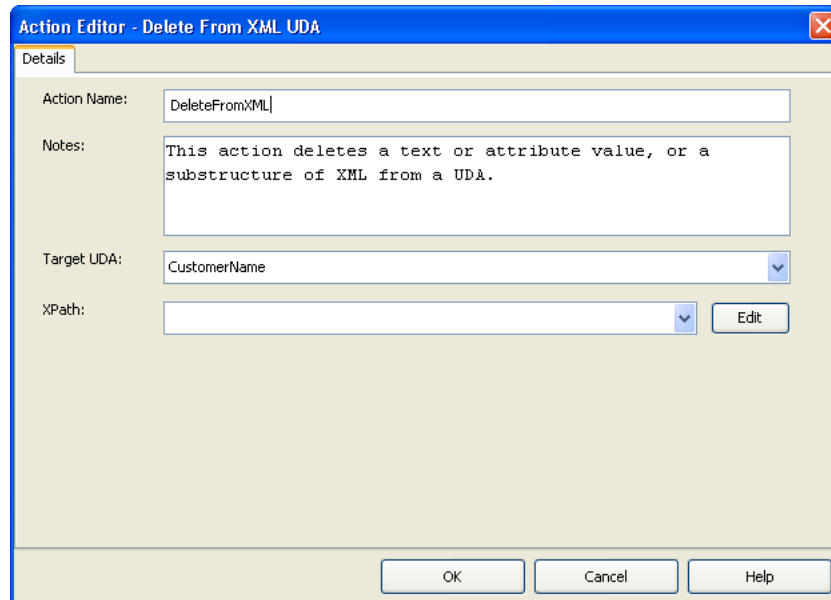 Action Editor - Delete From XML UDA
Details
Action Name:
DeleteFromXML
Notes:
This action deletes a text or attribute value, or a
substructure of XML from a UDA.
Target UDA:
CustomerName
XPath:
Edit
OK
Cancel
Help